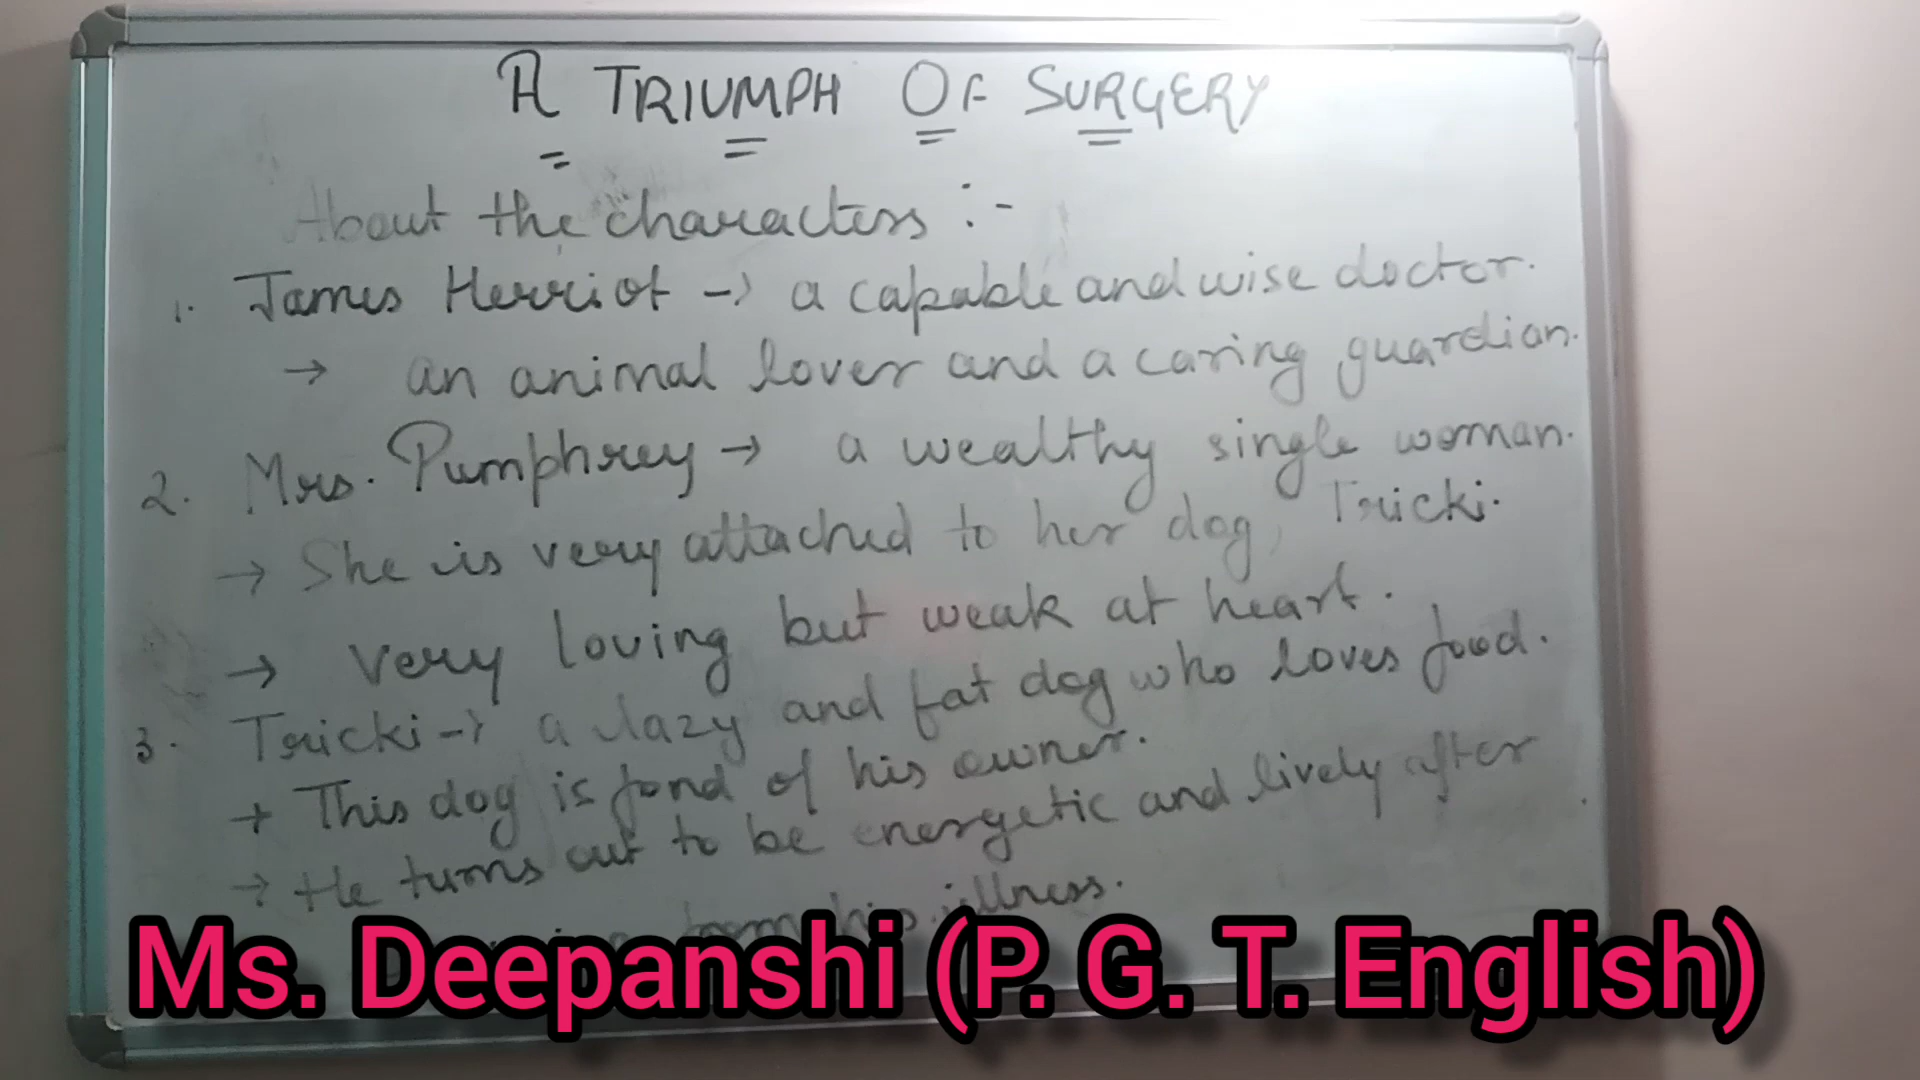 A TRIUMPH OF SURGERY
About the characters :-
1. James Herriot -> a capable and wise doctor.
→ an animal lover and a caring guardian.
2. Mrs. Pumphrey → a wealthy single woman.
→ She is very attached to her dog, Tricki.
→ Very loving but weak at heart.
3. Tricki -> a lazy and fat dog who loves food.
→ This dog is fond of his owner.
→ He turns out to be energetic and lively after
from his illness.
Ms. Deepanshi (P. G. T. English)